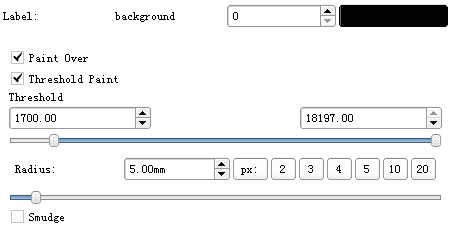 Label: background 0
Paint Over
Threshold Paint
Threshold
1700.00 18197.00
Radius: 5.00mm px: 2 3 4 5 10 20
Smudge